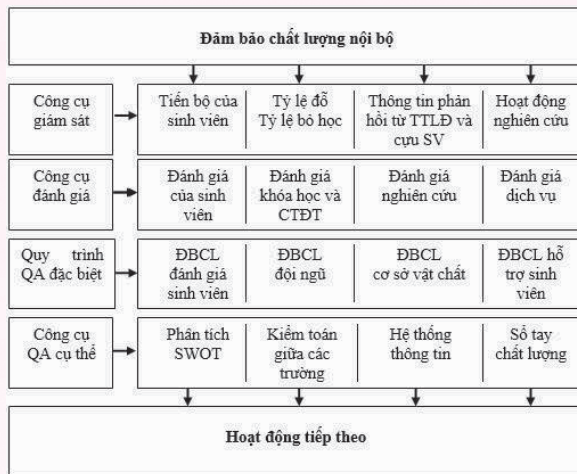 Đảm bảo chất lượng nội bộ
Công cụ
giám sát
Tiến bộ của
sinh viên
Tỷ lệ đỗ
Tỷ lệ bỏ học
Thông tin phản
hồi từ TTLĐ và
cựu SV
Hoạt động
nghiên cứu
Công cụ
đánh giá
Đánh giá
của sinh
viên
Đánh giá
khóa học và
CTĐT
Đánh giá
nghiên cứu
Đánh giá
dịch vụ
Quy trình
QA đặc biệt
ĐBCL
đánh giá
sinh viên
ĐBCL
đội ngũ
ĐBCL
cơ sở vật chất
ĐBCL hỗ
trợ sinh
viên
Công cụ
QA cụ thể
Phân tích
SWOT
Kiểm toán
giữa các
trường
Hệ thống
thông tin
Sổ tay
chất lượng
Hoạt động tiếp theo